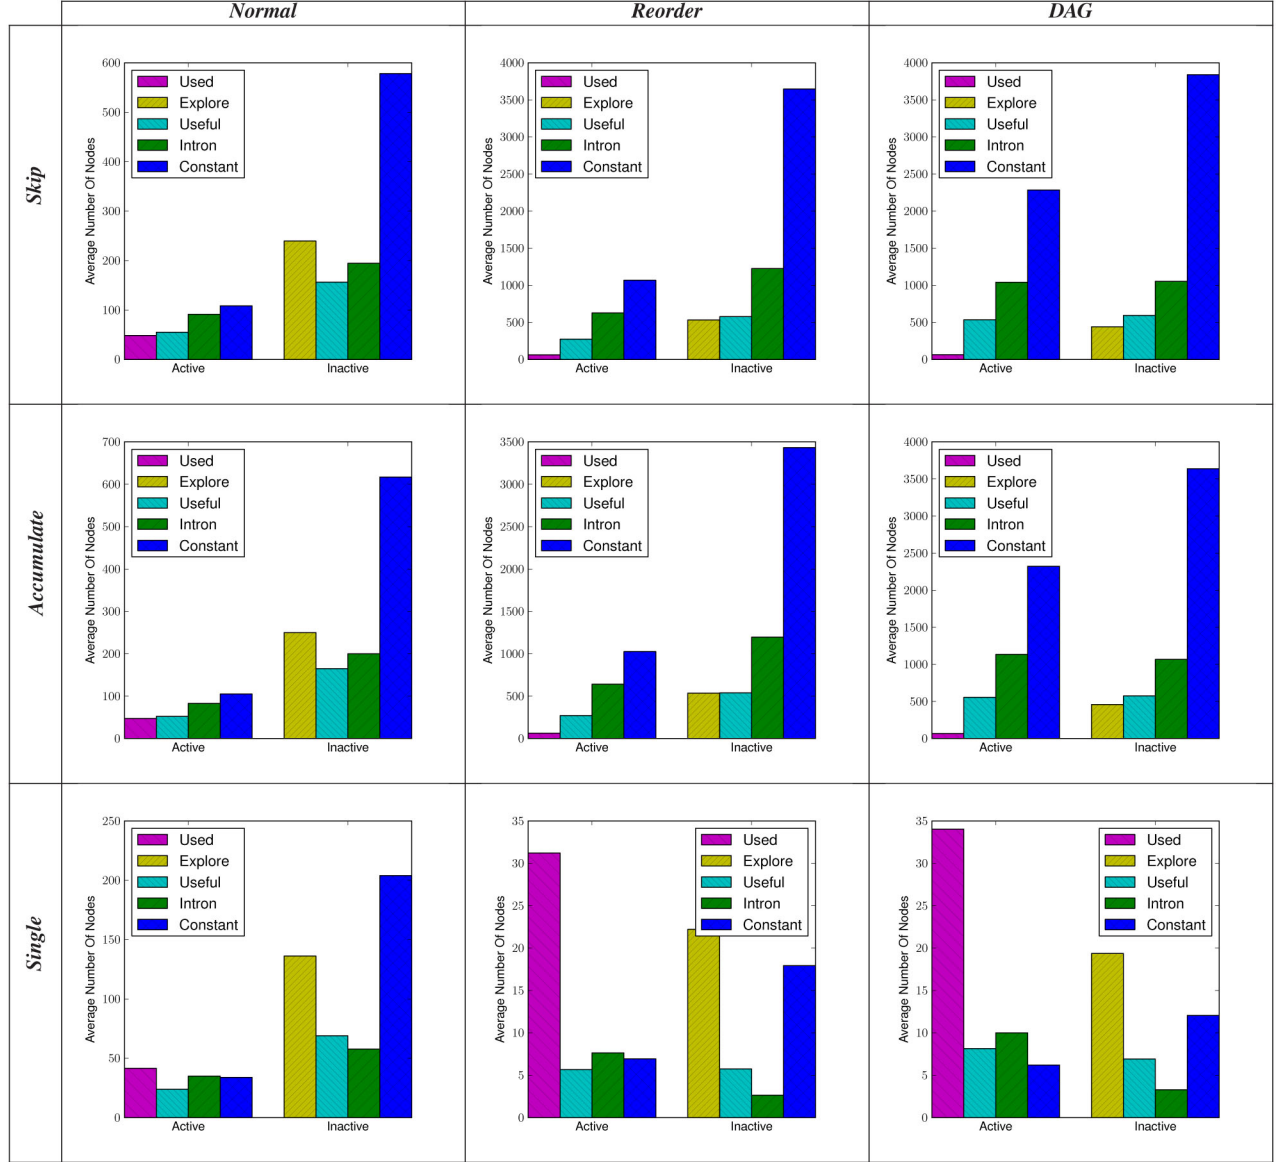 Normal
Reorder
DAG
Skip
600
500
400
300
200
100
0
Average Number Of Nodes
Used
Explore
Useful
Intron
Constant
Active
Inactive
4000
3500
3000
2500
2000
1500
1000
500
0
Average Number Of Nodes
Used
Explore
Useful
Intron
Constant
Active
Inactive
4000
3500
3000
2500
2000
1500
1000
500
0
Average Number Of Nodes
Used
Explore
Useful
Intron
Constant
Active
Inactive
Accumulate
700
600
500
400
300
200
100
0
Average Number Of Nodes
Used
Explore
Useful
Intron
Constant
Active
Inactive
3500
3000
2500
2000
1500
1000
500
0
Average Number Of Nodes
Used
Explore
Useful
Intron
Constant
Active
Inactive
4000
3500
3000
2500
2000
1500
1000
500
0
Average Number Of Nodes
Used
Explore
Useful
Intron
Constant
Active
Inactive
Single
250
200
150
100
50
0
Average Number Of Nodes
Used
Explore
Useful
Intron
Constant
Active
Inactive
35
30
25
20
15
10
5
0
Average Number Of Nodes
Used
Explore
Useful
Intron
Constant
Active
Inactive
35
30
25
20
15
10
5
0
Average Number Of Nodes
Used
Explore
Useful
Intron
Constant
Active
Inactive